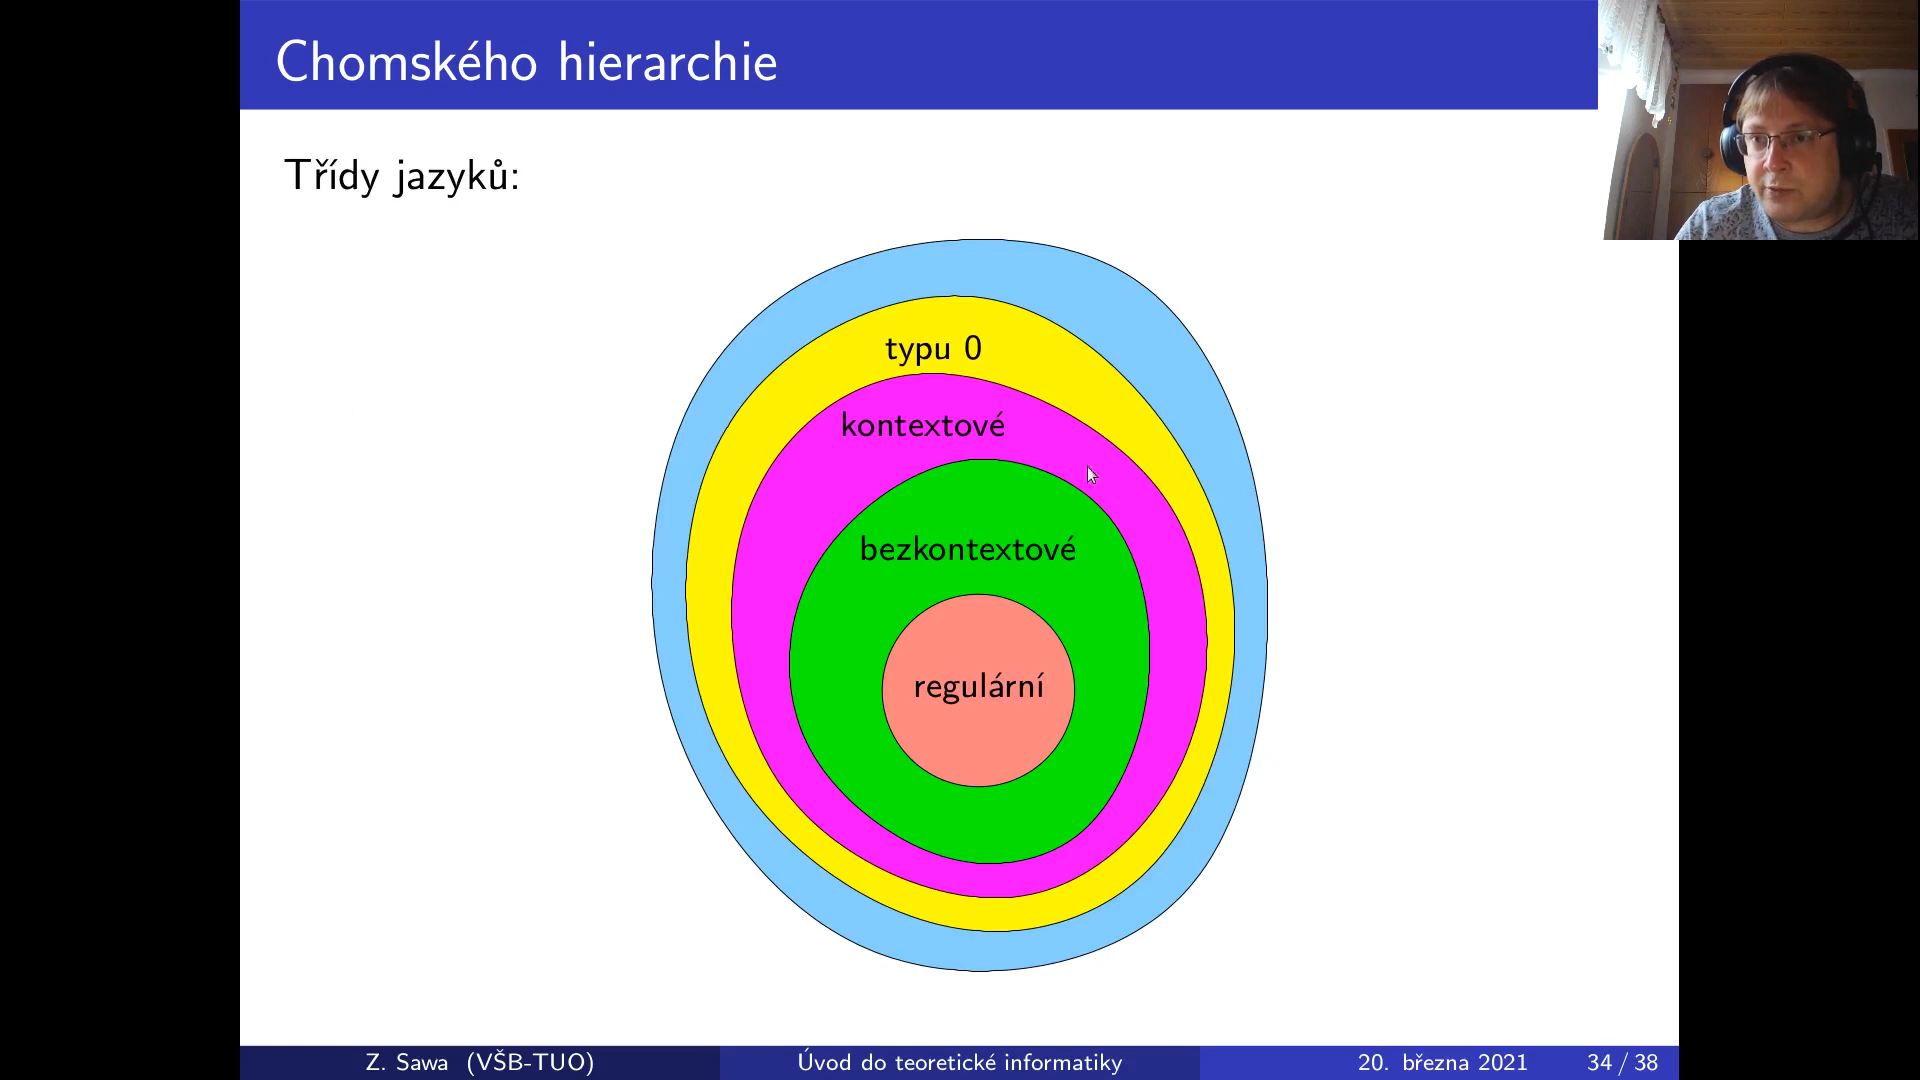 Chomského hierarchie
Třídy jazyků:
typu 0
kontextové
bezkontextové
regulární
Z. Sawa (VŠB-TUO) Úvod do teoretické informatiky 20. března 2021 34 / 38